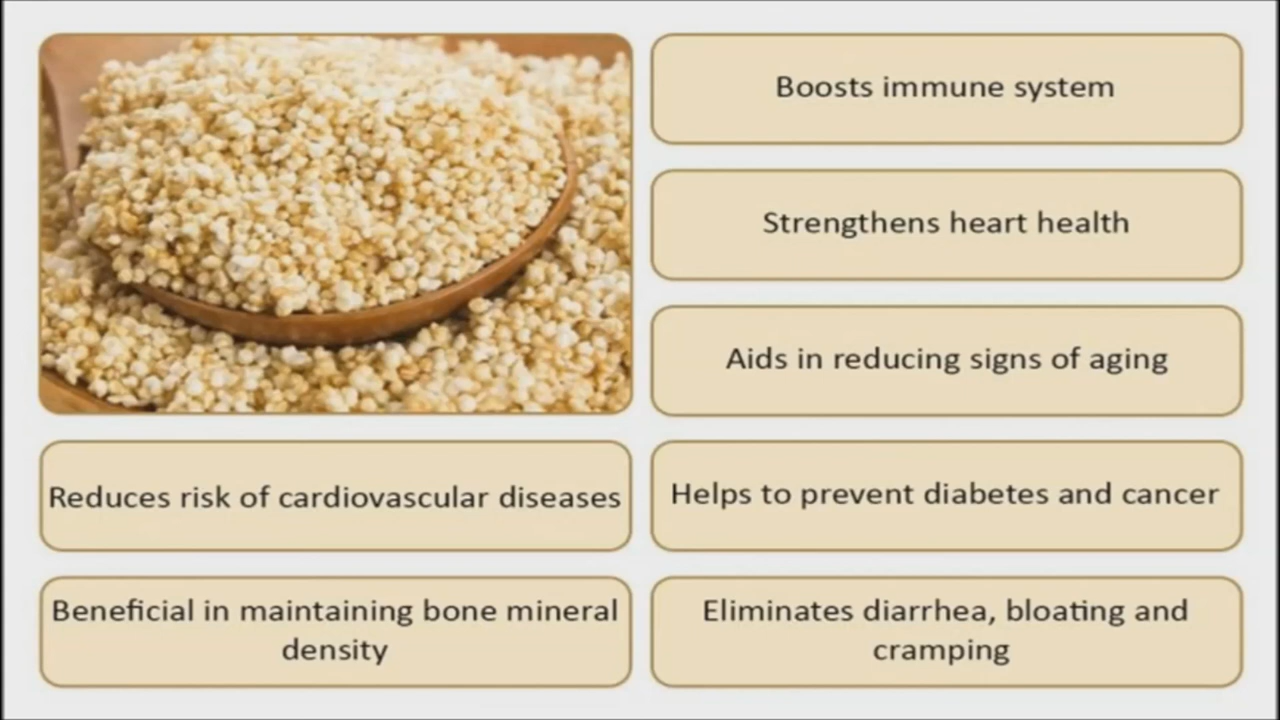 Boosts immune system
Strengthens heart health
Aids in reducing signs of aging
Reduces risk of cardiovascular diseases
Helps to prevent diabetes and cancer
Beneficial in maintaining bone mineral
density
Eliminates diarrhea, bloating and
cramping